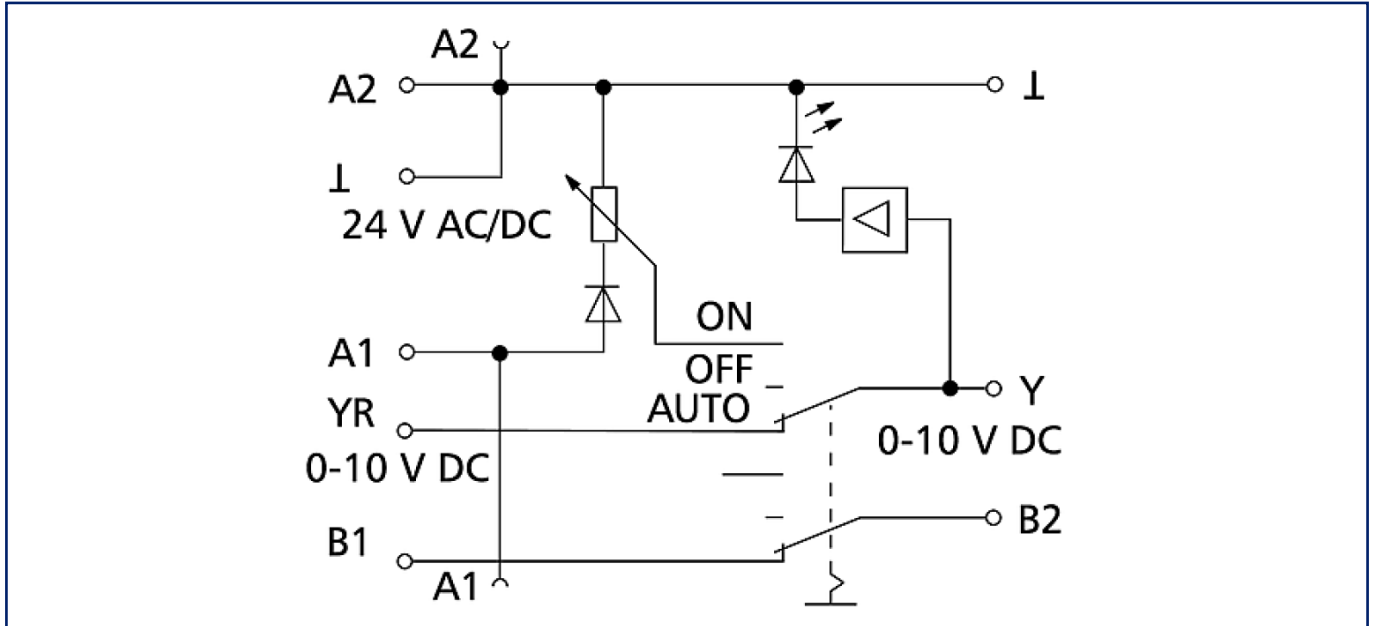 A2
A2
⊥
⊥
24 V AC/DC
ON
A1
OFF
YR
AUTO
Y
0-10 V DC
0-10 V DC
B1
B2
A1